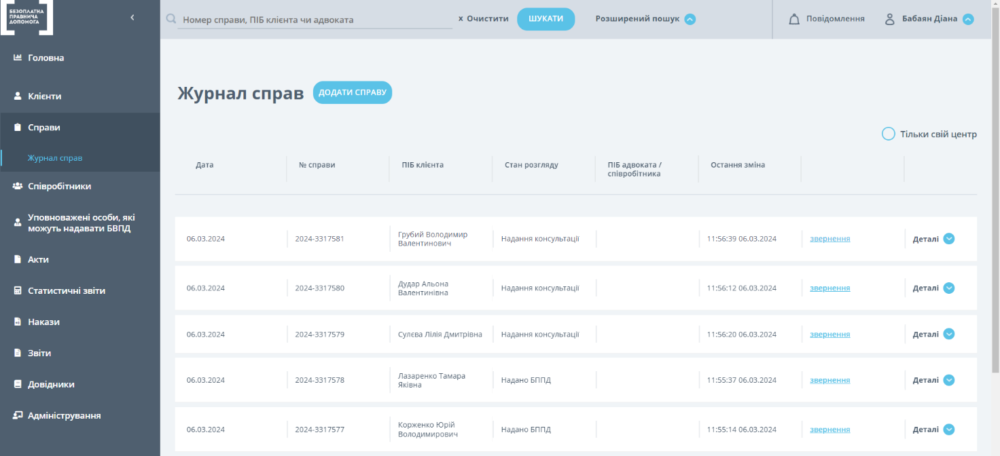 БЕЗОПЛАТНА
ПРАВНИЧА
ДОПОМОГА
Номер справи, ПІБ клієнта чи адвоката
x Очистити
ШУКАТИ
Розширений пошук
Повідомлення
Бабаян Діана
Головна
Клієнти
Справи
Журнал справ
Співробітники
Уповноважені особи, які
можуть надавати БВПД
Акти
Статистичні звіти
Накази
Звіти
Довідники
Адміністрування
Журнал справ
ДОДАТИ СПРАВУ
Тільки свій центр
Дата
№ справи
ПІБ клієнта
Стан розгляду
ПІБ адвоката /
співробітника
Остання зміна
06.03.2024
2024-3317581
Грубий Володимир
Валентинович
Надання консультації
11:56:39 06.03.2024
звернення
Деталі
06.03.2024
2024-3317580
Дудар Альона
Валентинівна
Надання консультації
11:56:12 06.03.2024
звернення
Деталі
06.03.2024
2024-3317579
Сулєва Лілія Дмитрівна
Надання консультації
11:56:20 06.03.2024
звернення
Деталі
06.03.2024
2024-3317578
Лазаренко Тамара
Яківна
Надано БППД
11:55:37 06.03.2024
звернення
Деталі
06.03.2024
2024-3317577
Корженко Юрій
Володимирович
Надано БППД
11:55:14 06.03.2024
звернення
Деталі